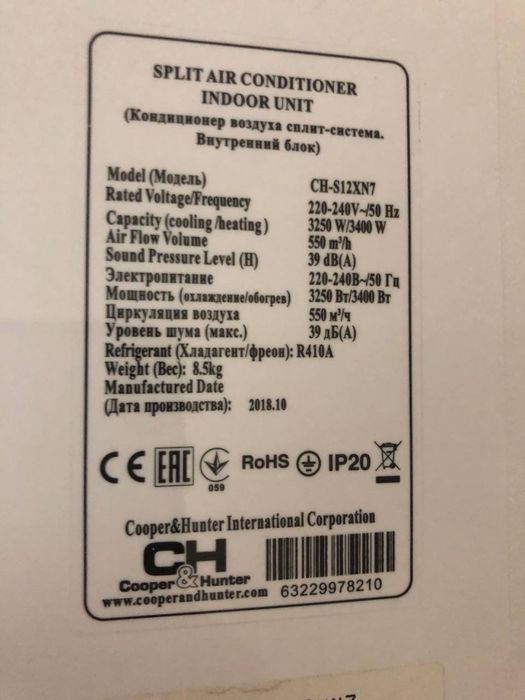 SPLIT AIR CONDITIONER
INDOOR UNIT
(Кондиционер воздуха сплит-система.
Внутренний блок)
Model (Модель) CH-S12XN7
Rated Voltage/Frequency 220-240V~/50 Hz
Capacity (cooling /heating) 3250 W/3400 W
Air Flow Volume 550 m³/h
Sound Pressure Level (H) 39 dB(A)
Электропитание 220-240В~/50 Гц
Мощность (охлаждение/обогрев) 3250 Вт/3400 Вт
Циркуляция воздуха 550 м³/ч
Уровень шума (макс.) 39 дБ(А)
Refrigerant (Хладагент/фреон): R410A
Weight (Вес): 8.5kg
Manufactured Date
(Дата производства): 2018.10
CE EAC 059 RoHS IP20
Cooper&Hunter International Corporation
CH
Cooper & Hunter
www.cooperandhunter.com 63229978210